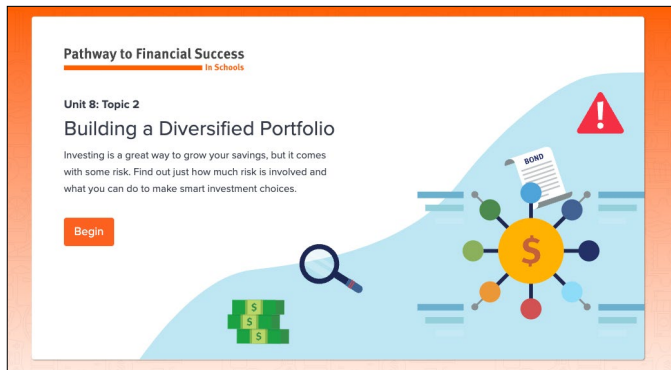 Pathway to Financial Success
In Schools
Unit 8: Topic 2
Building a Diversified Portfolio
Investing is a great way to grow your savings, but it comes
with some risk. Find out just how much risk is involved and
what you can do to make smart investment choices.
Begin
BOND
$
$
$
$